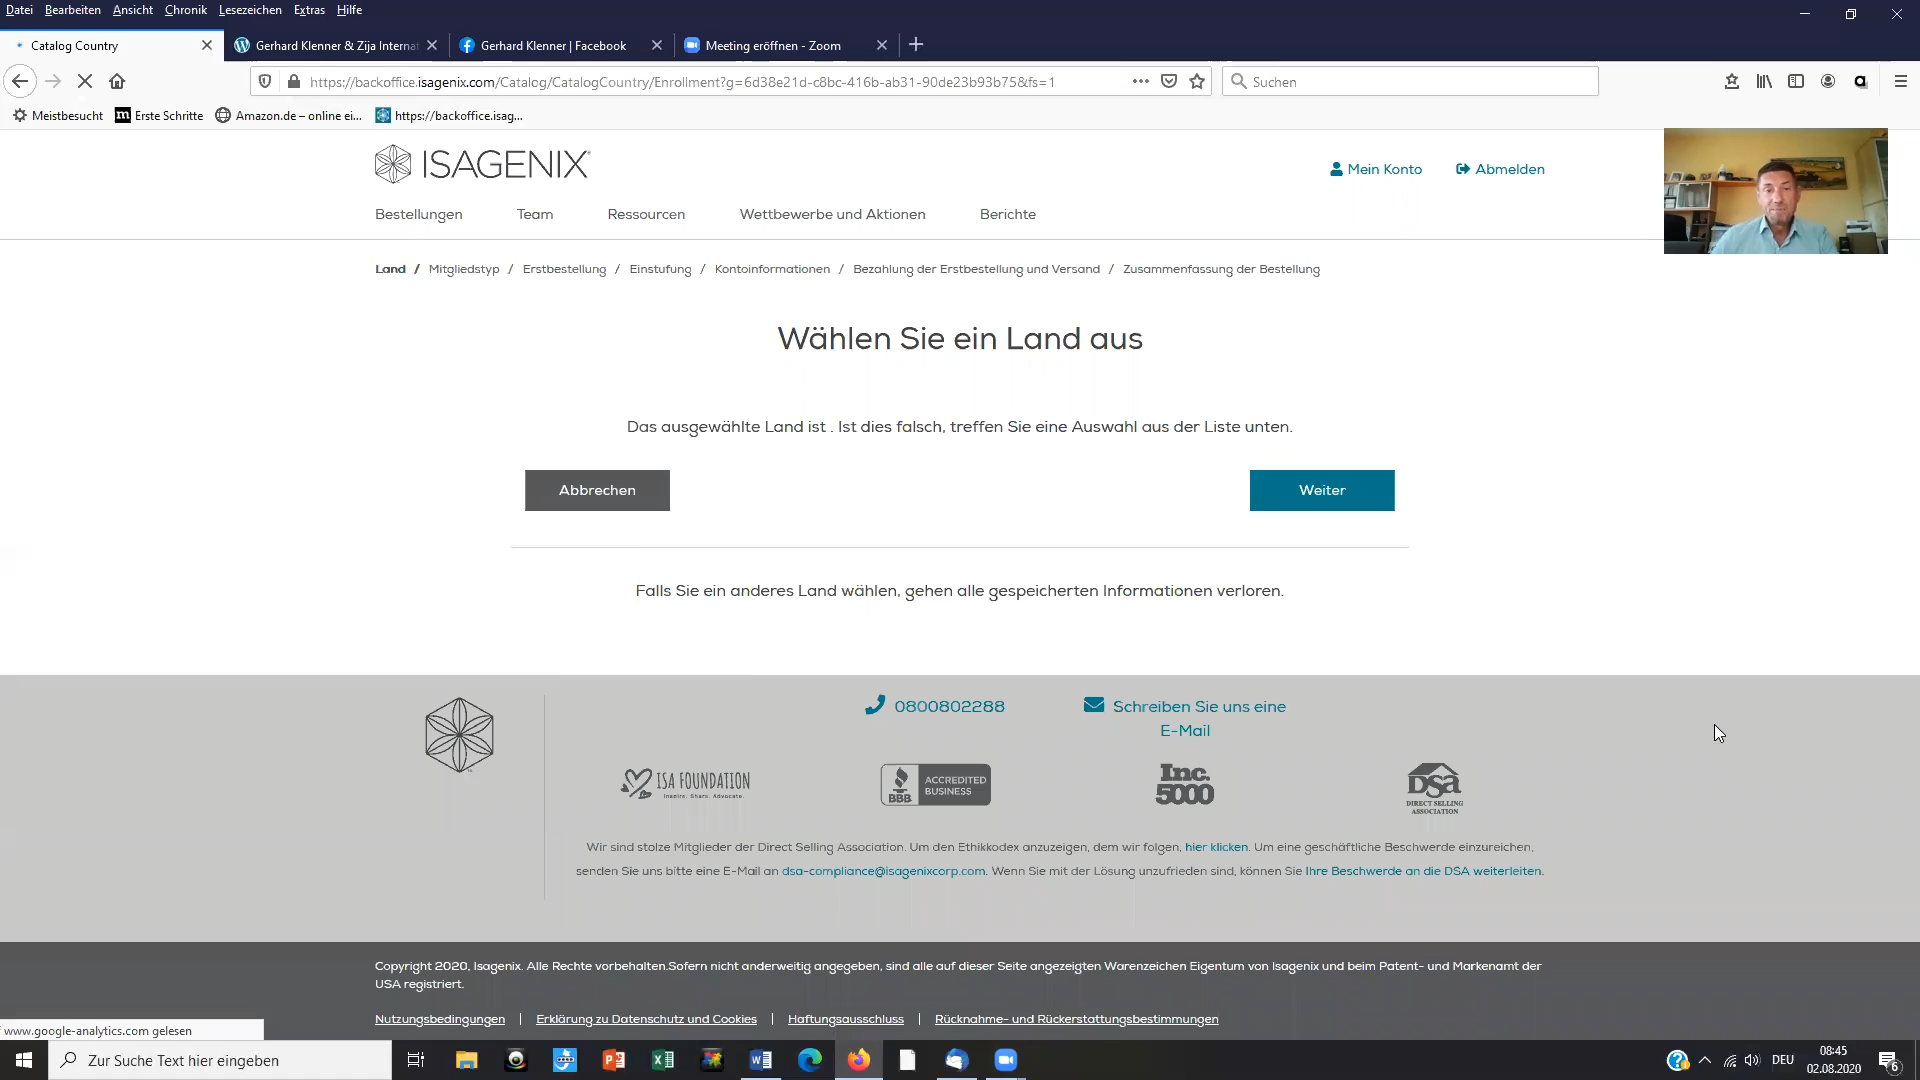 Datei Bearbeiten Ansicht Chronik Lesezeichen Extras Hilfe
Catalog Country
Gerhard Klenner & Zija Internat
Gerhard Klenner | Facebook
Meeting eröffnen - Zoom
https://backoffice.isagenix.com/Catalog/CatalogCountry/Enrollment?g=6d38e21d-c8bc-416b-ab31-90de23b93b75&fs=1
Suchen
Meistbesucht
Erste Schritte
Amazon.de – online ei...
https://backoffice.isag...
ISAGENIX
Mein Konto
Abmelden
Bestellungen Team Ressourcen Wettbewerbe und Aktionen Berichte
Land / Mitgliedstyp / Erstbestellung / Einstufung / Kontoinformationen / Bezahlung der Erstbestellung und Versand / Zusammenfassung der Bestellung
Wählen Sie ein Land aus
Das ausgewählte Land ist . Ist dies falsch, treffen Sie eine Auswahl aus der Liste unten.
Abbrechen
Weiter
Falls Sie ein anderes Land wählen, gehen alle gespeicherten Informationen verloren.
0800802288
Schreiben Sie uns eine
E-Mail
ISA FOUNDATION
Inspire. Share. Advocate.
BBB
ACCREDITED
BUSINESS
Inc.
5000
DSA
DIRECT SELLING
ASSOCIATION
Wir sind stolze Mitglieder der Direct Selling Association. Um den Ethikkodex anzuzeigen, dem wir folgen, hier klicken. Um eine geschäftliche Beschwerde einzureichen,
senden Sie uns bitte eine E-Mail an dsa-compliance@isagenixcorp.com. Wenn Sie mit der Lösung unzufrieden sind, können Sie Ihre Beschwerde an die DSA weiterleiten.
Copyright 2020, Isagenix. Alle Rechte vorbehalten.Sofern nicht anderweitig angegeben, sind alle auf dieser Seite angezeigten Warenzeichen Eigentum von Isagenix und beim Patent- und Markenamt der
USA registriert.
Nutzungsbedingungen | Erklärung zu Datenschutz und Cookies | Haftungsausschluss | Rücknahme- und Rückerstattungsbestimmungen
www.google-analytics.com gelesen
Zur Suche Text hier eingeben
DEU
08:45
02.08.2020
6